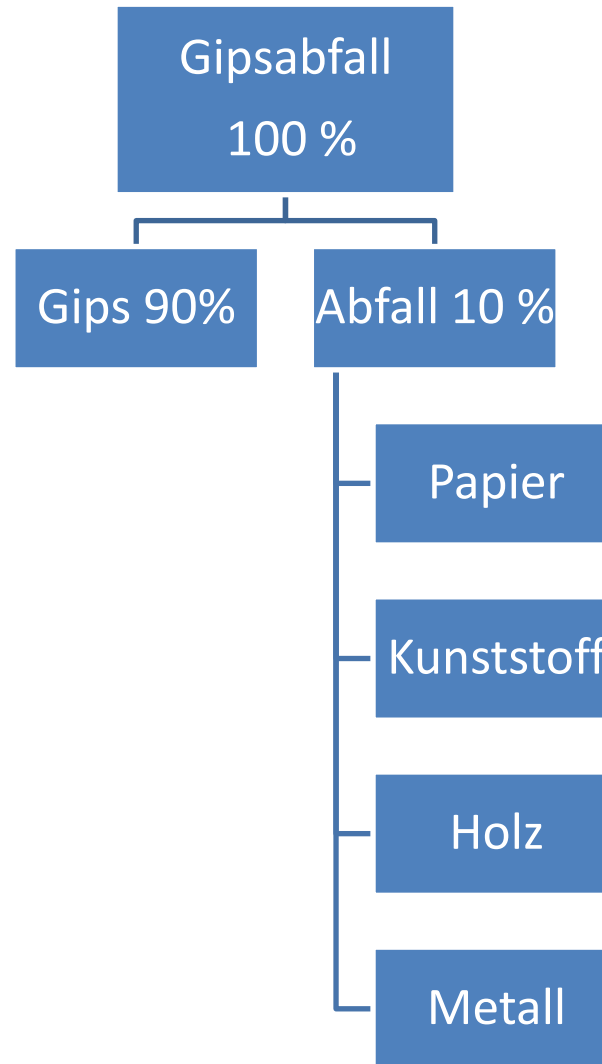 Gipsabfall
100 %
Gips 90%
Abfall 10 %
Papier
Kunststoff
Holz
Metall